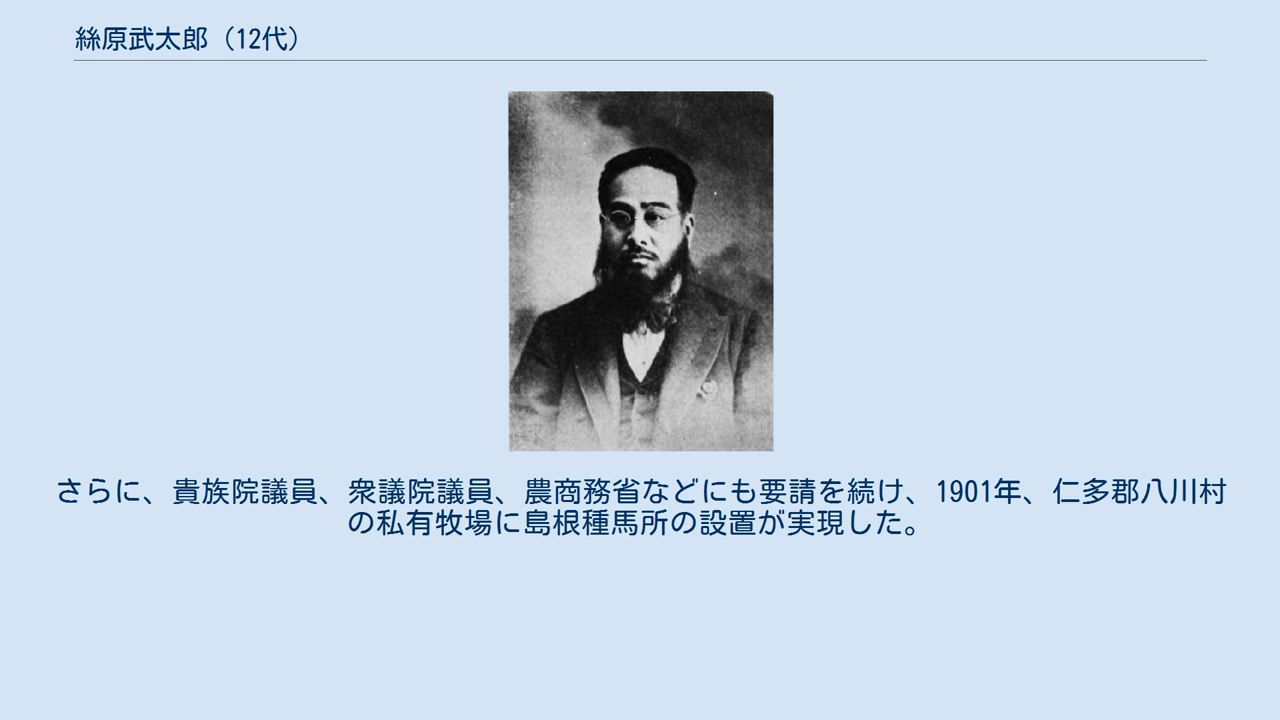 絲原武太郎（12代）
さらに、貴族院議員、衆議院議員、農商務省などにも要請を続け、1901年、仁多郡八川村
の私有牧場に島根種馬所の設置が実現した。